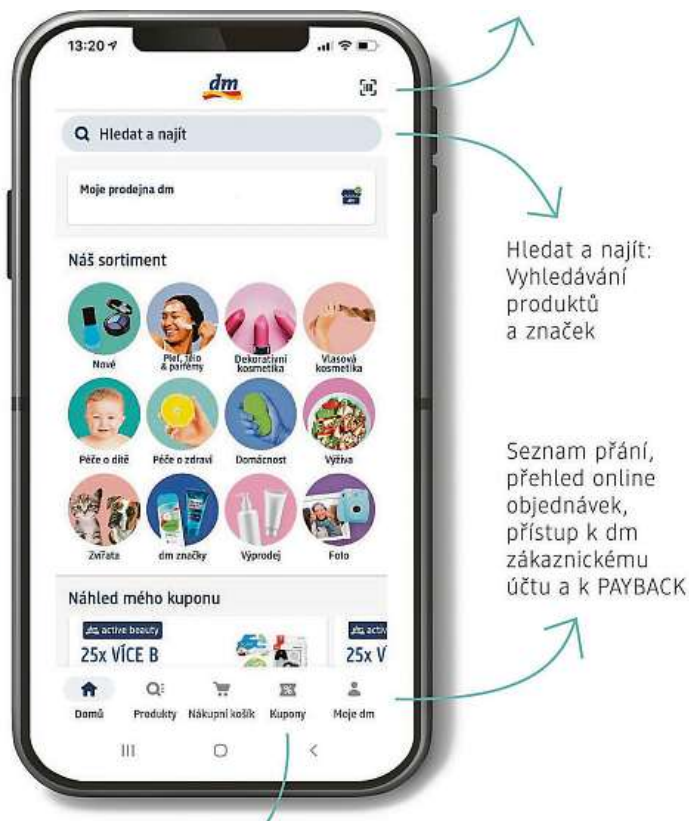 13:20
dm
Hledat a najít
Moje prodejna dm
Náš sortiment
Nové
Pleť, tělo
& parfémy
Dekorativní
kosmetika
Vlasová
kosmetika
Péče o dítě
Péče o zdraví
Domácnost
Výživa
Zvířata
dm značky
Výprodej
Foto
Náhled mého kuponu
dm active beauty
25x VÍCE B
dm activ
25x V
Domů
Produkty
Nákupní košík
Kupony
Moje dm
Hledat a najít:
Vyhledávání
produktů
a značek
Seznam přání,
přehled online
objednávek,
přístup k dm
zákaznickému
účtu a k PAYBACK